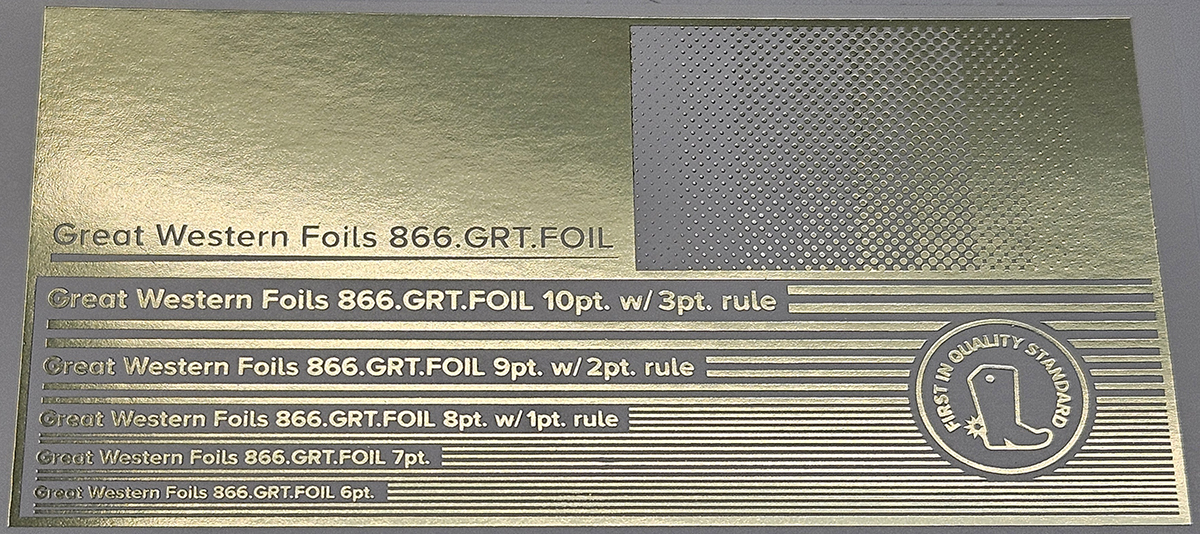 Great Western Foils 866.GRT.FOIL
Great Western Foils 866.GRT.FOIL 10pt. w/ 3pt. rule
Great Western Foils 866.GRT.FOIL 9pt. w/ 2pt. rule
Great Western Foils 866.GRT.FOIL 8pt. w/ 1pt. rule
Great Western Foils 866.GRT.FOIL 7pt.
Great Western Foils 866.GRT.FOIL 6pt.
FIRST IN QUALITY STANDARD